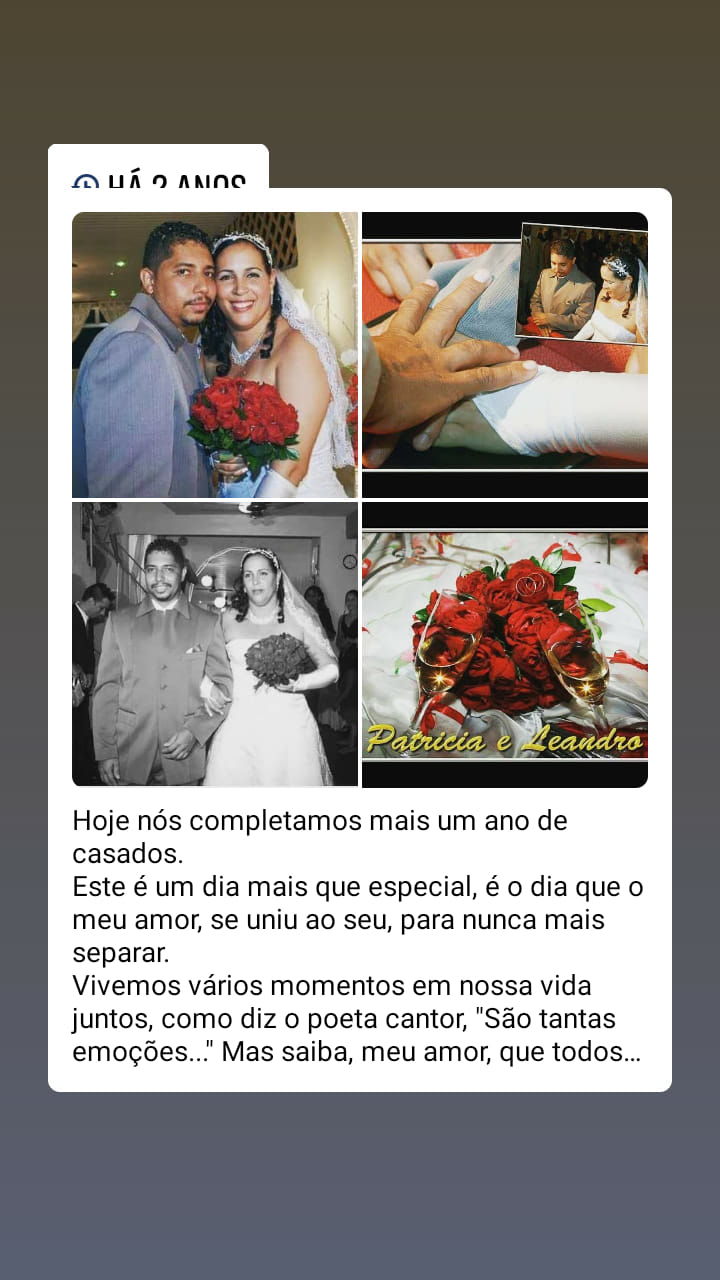 HÁ 2 ANOS
Patricia e Leandro
Hoje nós completamos mais um ano de
casados.
Este é um dia mais que especial, é o dia que o
meu amor, se uniu ao seu, para nunca mais
separar.
Vivemos vários momentos em nossa vida
juntos, como diz o poeta cantor, "São tantas
emoções..." Mas saiba, meu amor, que todos…